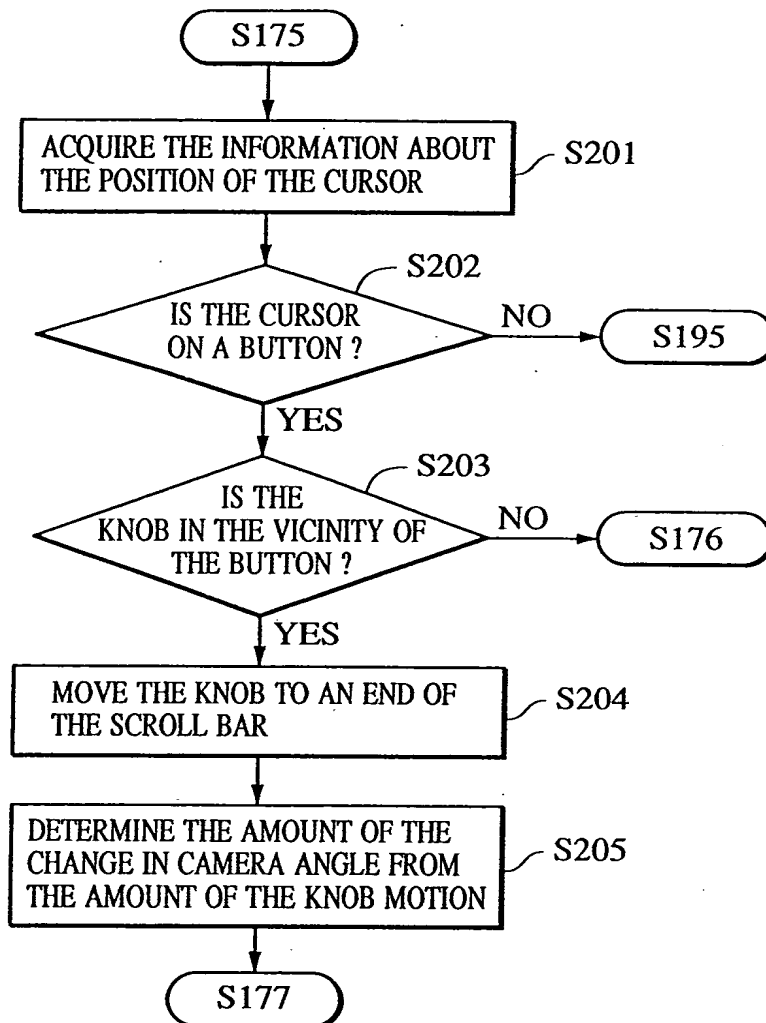 S175
ACQUIRE THE INFORMATION ABOUT
THE POSITION OF THE CURSOR
S201
S202
IS THE CURSOR
ON A BUTTON ?
NO
S195
YES
S203
IS THE
KNOB IN THE VICINITY OF
THE BUTTON ?
NO
S176
YES
MOVE THE KNOB TO AN END OF
THE SCROLL BAR
S204
DETERMINE THE AMOUNT OF THE
CHANGE IN CAMERA ANGLE FROM
THE AMOUNT OF THE KNOB MOTION
S205
S177